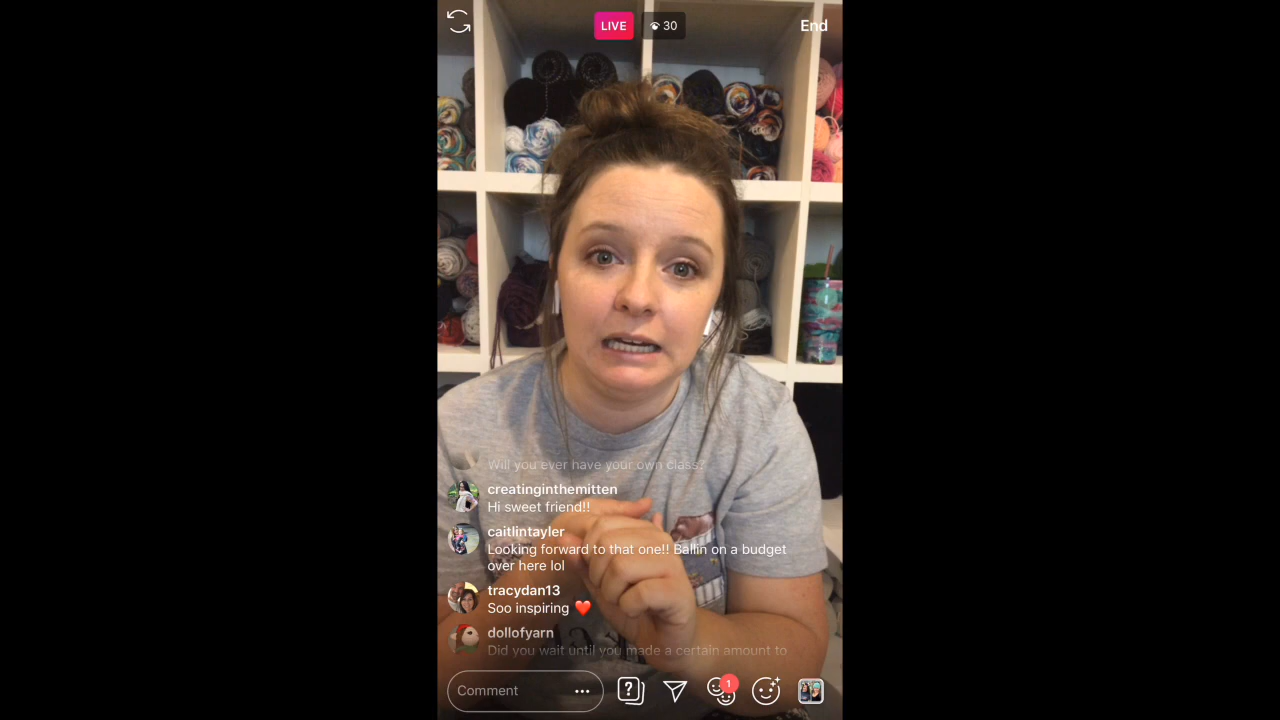 LIVE
30
End
Will you ever have your own class?
creatinginthemitten
Hi sweet friend!!
caitlintayler
Looking forward to that one!! Ballin on a budget
over here lol
tracydan13
Soo inspiring ❤️
dollofyarn
Did you wait until you made a certain amount to
Comment
1